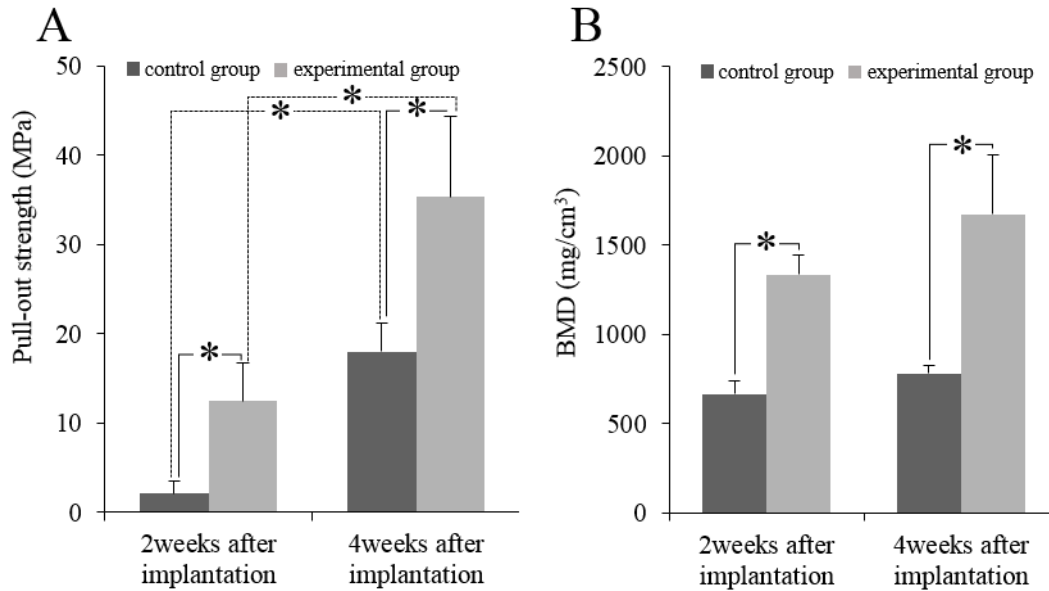 A
Pull-out strength (MPa)
50
40
30
20
10
0
control group experimental group
*
*
*
*
2weeks after
implantation
4weeks after
implantation
B
BMD (mg/cm³)
2500
2000
1500
1000
500
0
control group experimental group
*
*
2weeks after
implantation
4weeks after
implantation